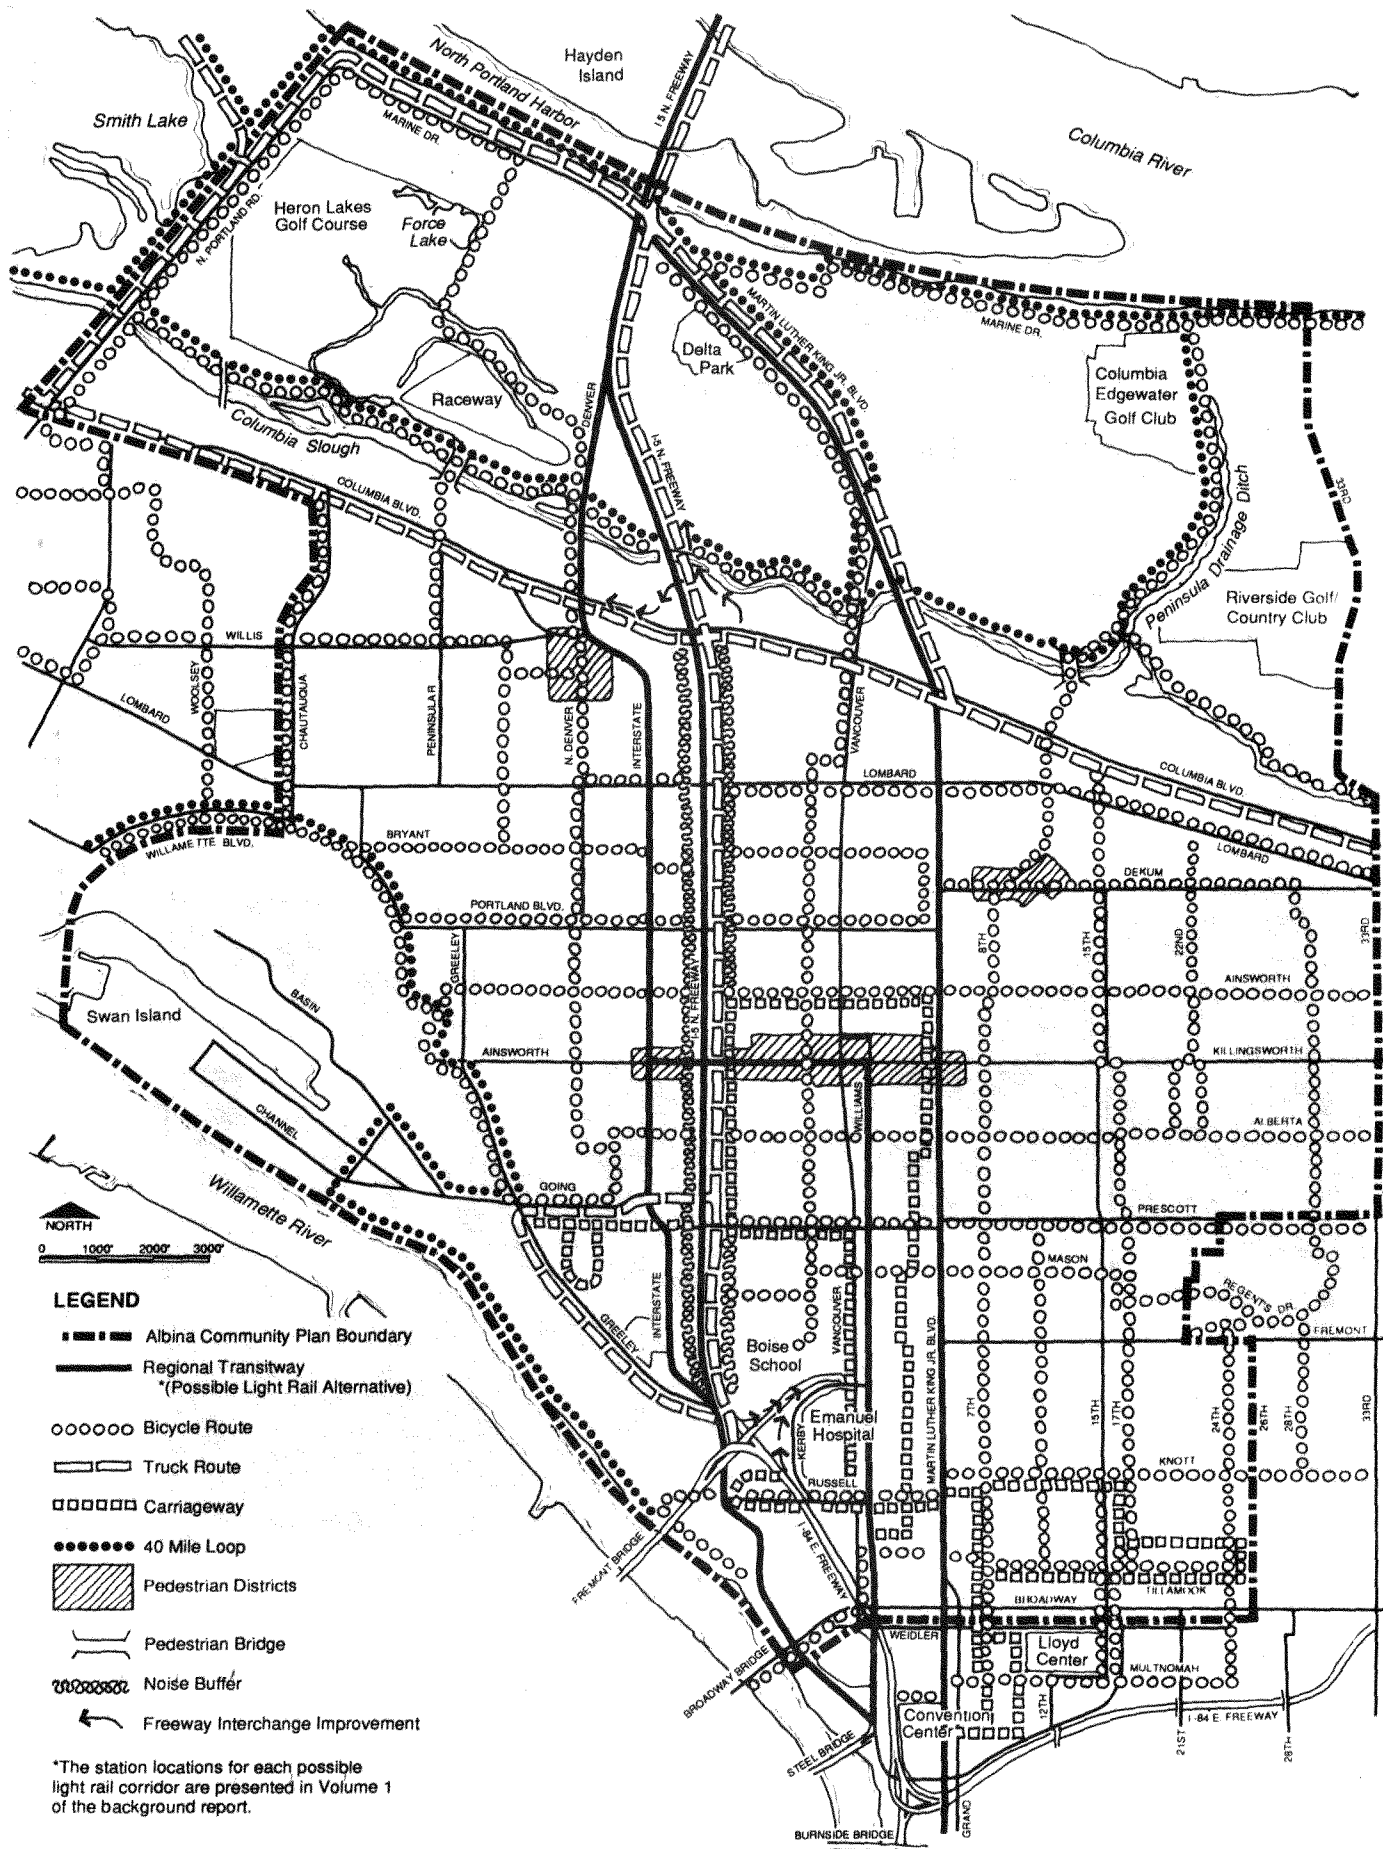 North Portland Harbor
Hayden
Island
I-5 N. FREEWAY
Smith Lake
MARINE DR.
Columbia River
N. PORTLAND RD.
Heron Lakes
Golf Course
Force
Lake
MARTIN LUTHER KING JR. BLVD.
MARINE DR.
Delta
Park
Columbia
Edgewater
Golf Club
DENVER
Raceway
Columbia Slough
I-5 N. FREEWAY
COLUMBIA BLVD.
33RD
Peninsula Drainage Ditch
Riverside Golf/
Country Club
WILLIS
WOOLSEY
LOMBARD
CHAUTAUQUA
PENINSULAR
N. DENVER
INTERSTATE
VANCOUVER
LOMBARD
COLUMBIA BLVD.
BRYANT
WILLAMETTE BLVD.
LOMBARD
DEKUM
PORTLAND BLVD.
GREELEY
I-5 N. FREEWAY
8TH
15TH
22ND
33RD
AINSWORTH
BASIN
Swan Island
AINSWORTH
KILLINGSWORTH
CHANNEL
WILLIAMS
ALBERTA
Willamette River
GOING
PRESCOTT
NORTH
0 1000' 2000' 3000'
MASON
REGENT'S DR.
LEGEND
Albina Community Plan Boundary
Regional Transitway
*(Possible Light Rail Alternative)
Bicycle Route
Truck Route
Carriageway
40 Mile Loop
Pedestrian Districts
Pedestrian Bridge
Noise Buffer
Freeway Interchange Improvement
*The station locations for each possible
light rail corridor are presented in Volume 1
of the background report.
GREELEY
INTERSTATE
Boise
School
VANCOUVER
MARTIN LUTHER KING JR. BLVD.
FREMONT
7TH
15TH
17TH
24TH
26TH
28TH
33RD
KERBY
Emanuel
Hospital
KNOTT
RUSSELL
FREMONT BRIDGE
I-84 E. FREEWAY
TILLAMOOK
BROADWAY
WEIDLER
Lloyd
Center
BROADWAY BRIDGE
MULTNOMAH
12TH
Convention
Center
I-84 E. FREEWAY
21ST
28TH
STEEL BRIDGE
GRAND
BURNSIDE BRIDGE